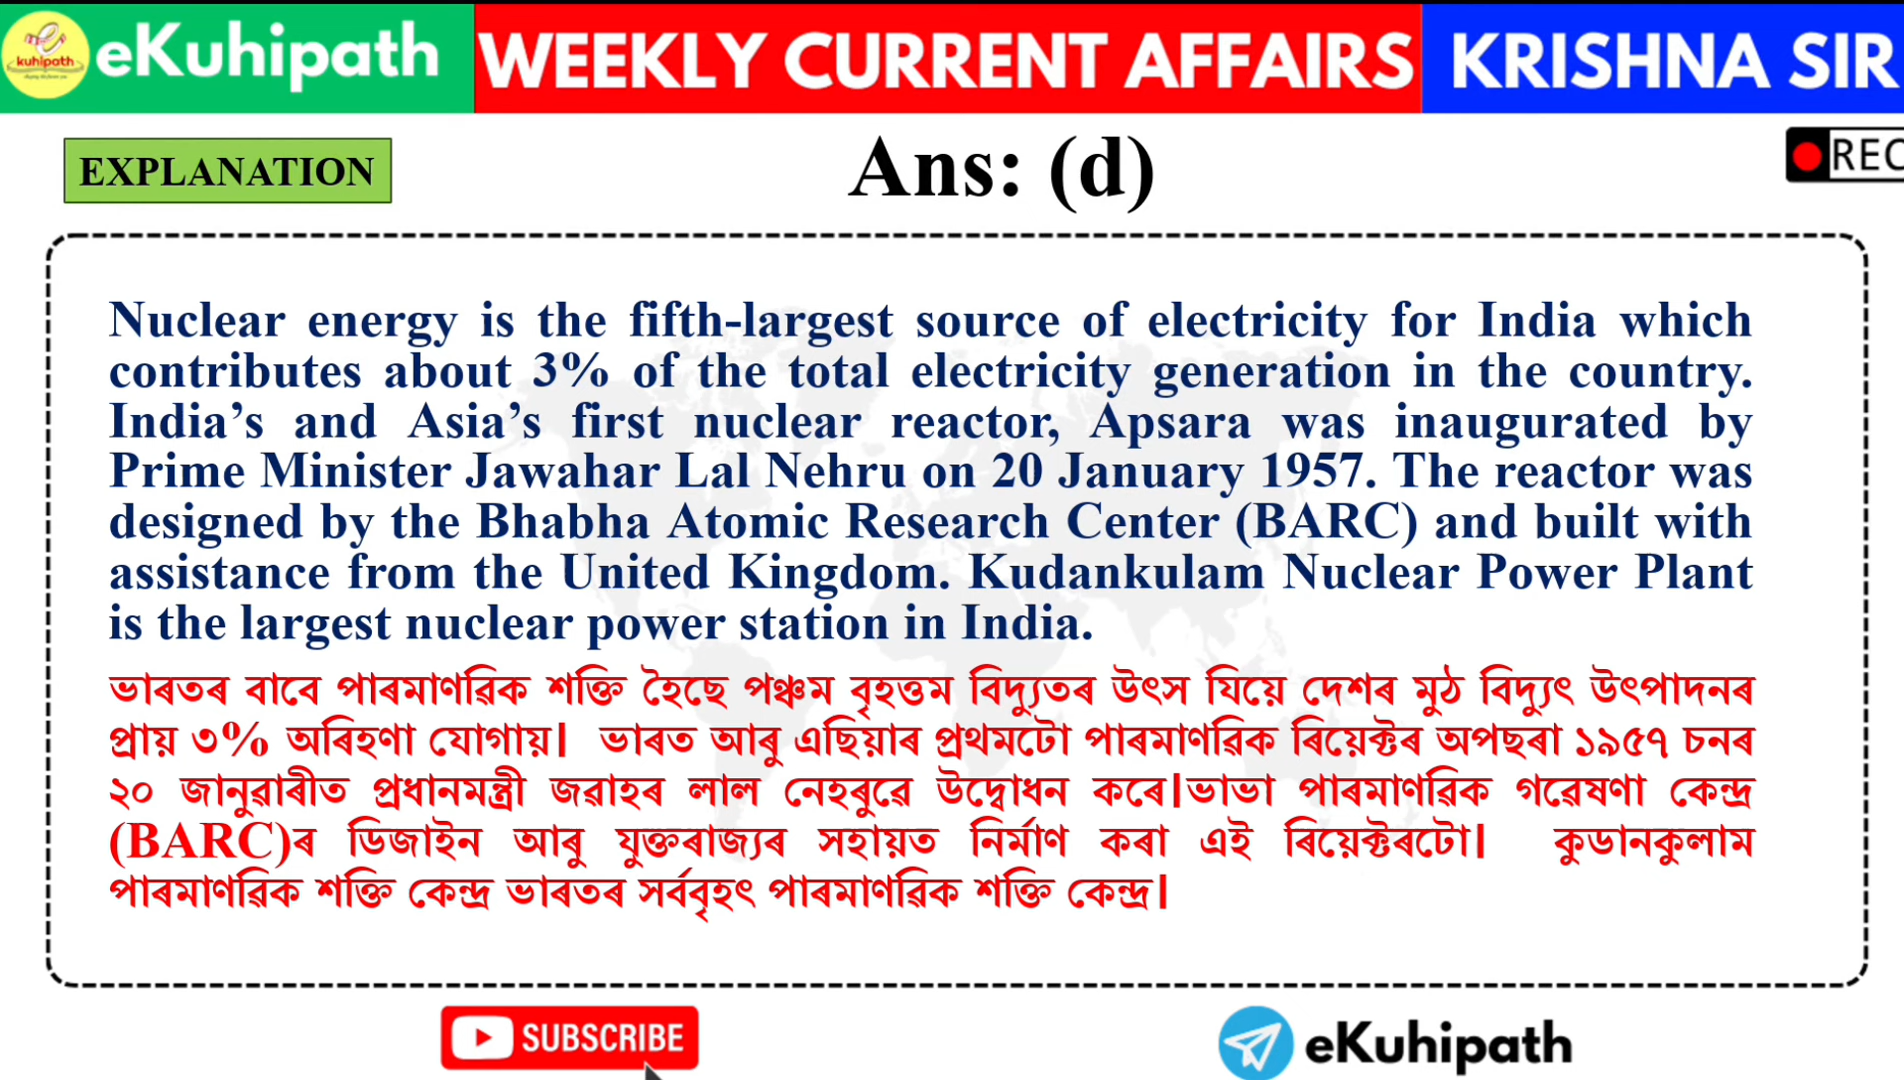 kuhipath
eKuhipath
WEEKLY CURRENT AFFAIRS
KRISHNA SIR
EXPLANATION
Ans: (d)
REC
Nuclear energy is the fifth-largest source of electricity for India which
contributes about 3% of the total electricity generation in the country.
India’s and Asia’s first nuclear reactor, Apsara was inaugurated by
Prime Minister Jawahar Lal Nehru on 20 January 1957. The reactor was
designed by the Bhabha Atomic Research Center (BARC) and built with
assistance from the United Kingdom. Kudankulam Nuclear Power Plant
is the largest nuclear power station in India.
ভাৰতৰ বাবে পাৰমাণৱিক শক্তি হৈছে পঞ্চম বৃহত্তম বিদ্যুতৰ উৎস যিয়ে দেশৰ মুঠ বিদ্যুৎ উৎপাদনৰ
প্ৰায় ৩% অৰিহণা যোগায়। ভাৰত আৰু এছিয়াৰ প্ৰথমটো পাৰমাণৱিক ৰিয়েক্টৰ অপছৰা ১৯৫৭ চনৰ
২০ জানুৱাৰীত প্ৰধানমন্ত্ৰী জৱাহৰ লাল নেহৰুৱে উদ্বোধন কৰে।ভাভা পাৰমাণৱিক গৱেষণা কেন্দ্ৰ
(BARC)ৰ ডিজাইন আৰু যুক্তৰাজ্যৰ সহায়ত নিৰ্মাণ কৰা এই ৰিয়েক্টৰটো। কুডানকুলাম
পাৰমাণৱিক শক্তি কেন্দ্ৰ ভাৰতৰ সৰ্ববৃহৎ পাৰমাণৱিক শক্তি কেন্দ্ৰ।
SUBSCRIBE
eKuhipath